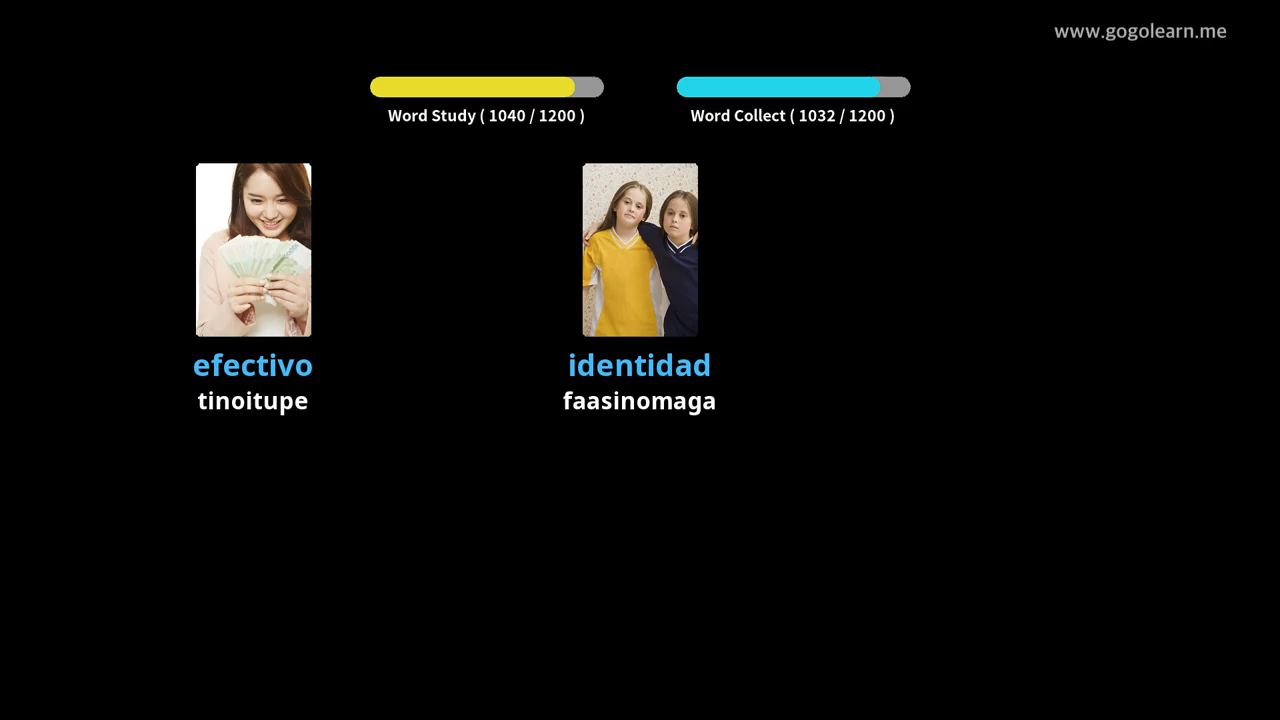 www.gogolearn.me
Word Study ( 1040 / 1200 )
Word Collect ( 1032 / 1200 )
efectivo
tinoitupe
identidad
faasinomaga